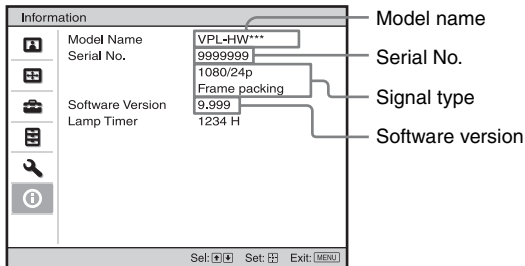 Information
Model Name VPL-HW***
Serial No. 9999999
1080/24p
Frame packing
Software Version 9.999
Lamp Timer 1234 H
Sel: Set: Exit: MENU
Model name
Serial No.
Signal type
Software version